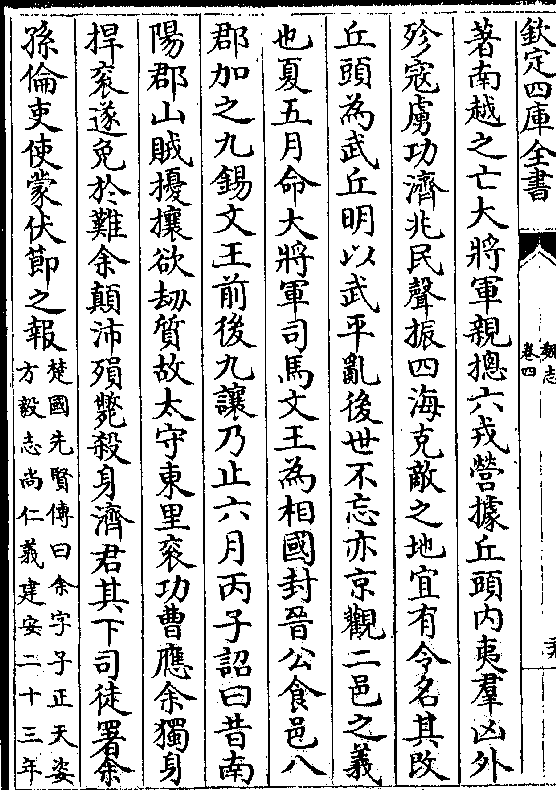 欽定四庫全書
魏志
卷四
著南越之亡大將軍親摠六戎營據丘頭内夷羣凶外
殄寇虜功濟兆民聲振四海克敵之地宜有令名其改
丘頭為武丘明以武平亂後世不忘亦京觀二邑之義
也夏五月命大將軍司馬文王為相國封晉公食邑八
郡加之九錫文王前後九讓乃止六月丙子詔曰昔南
陽郡山賊擾攘欲劫質故太守東里衮功曹應余獨身
捍衮遂免於難余顛沛殞斃殺身濟君其下司徒署余
孫倫吏使蒙伏節之報
楚國先賢傳曰余字子正天姿
方毅志尚仁義建安二十三年